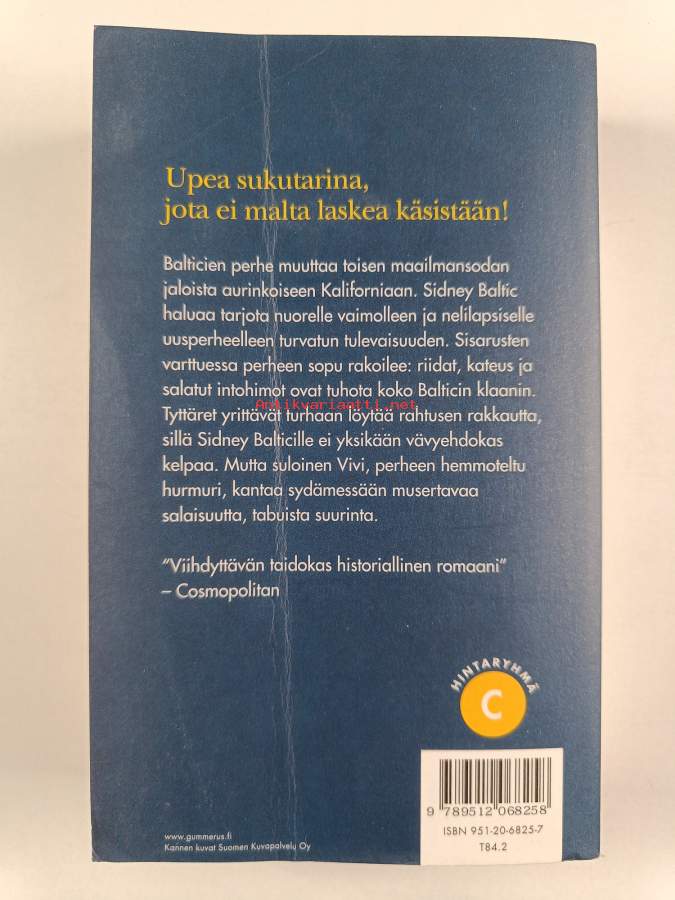 Upea sukutarina,
jota ei malta laskea käsistään!
Balticien perhe muuttaa toisen maailmansodan
jaloista aurinkoiseen Kaliforniaan. Sidney Baltic
haluaa tarjota nuorelle vaimolleen ja nelilapsiselle
uusperheelleen turvatun tulevaisuuden. Sisarusten
varttuessa perheen sopu rakoilee: riidat, kateus ja
salatut intohimot ovat tuhota koko Balticin klaanin.
Antikvariaatti.net
Tyttäret yrittävät turhaan löytää rahtusen rakkautta,
sillä Sidney Balticille ei yksikään vävyehdokas
kelpaa. Mutta suloinen Vivi, perheen hemmoteltu
hurmuri, kantaa sydämessään musertavaa
salaisuutta, tabuista suurinta.
"Viihdyttävän taidokas historiallinen romaani"
– Cosmopolitan
HINTARYHMÄ
C
9 789512 068258
ISBN 951-20-6825-7
T84.2
www.gummerus.fi
Kannen kuvat Suomen Kuvapalvelu Oy